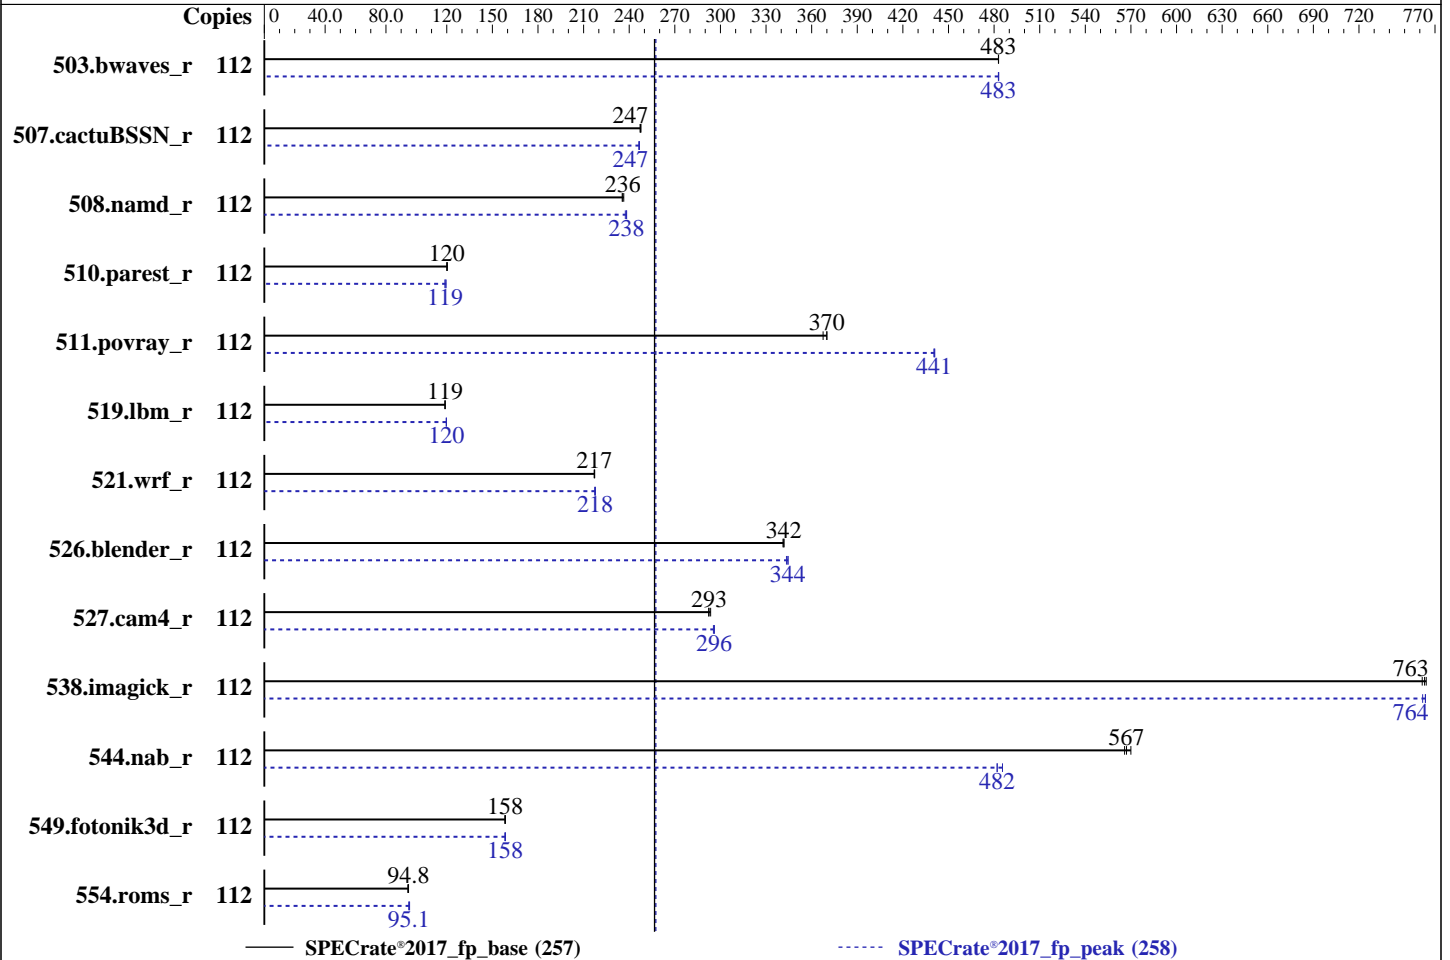 Copies 0 40.0 80.0 120 150 180 210 240 270 300 330 360 390 420 450 480 510 540 570 600 630 660 690 720 770
503.bwaves_r 112 483
483
507.cactuBSSN_r 112 247
247
508.namd_r 112 236
238
510.parest_r 112 120
119
511.povray_r 112 370
441
519.lbm_r 112 119
120
521.wrf_r 112 217
218
526.blender_r 112 342
344
527.cam4_r 112 293
296
538.imagick_r 112 763
764
544.nab_r 112 567
482
549.fotonik3d_r 112 158
158
554.roms_r 112 94.8
95.1
SPECrate®2017_fp_base (257) SPECrate®2017_fp_peak (258)